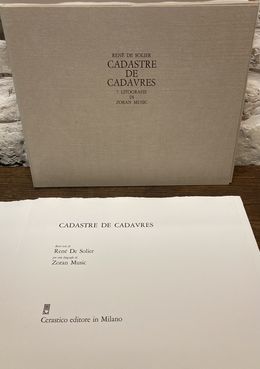 RENÉ DE SOLIER
CADASTRE
DE
CADAVRES
7 LITOGRAFIE
DI
ZORAN MUSIC
CADASTRE DE CADAVRES
René De Solier
Zoran Music
Cerastico editore in Milano